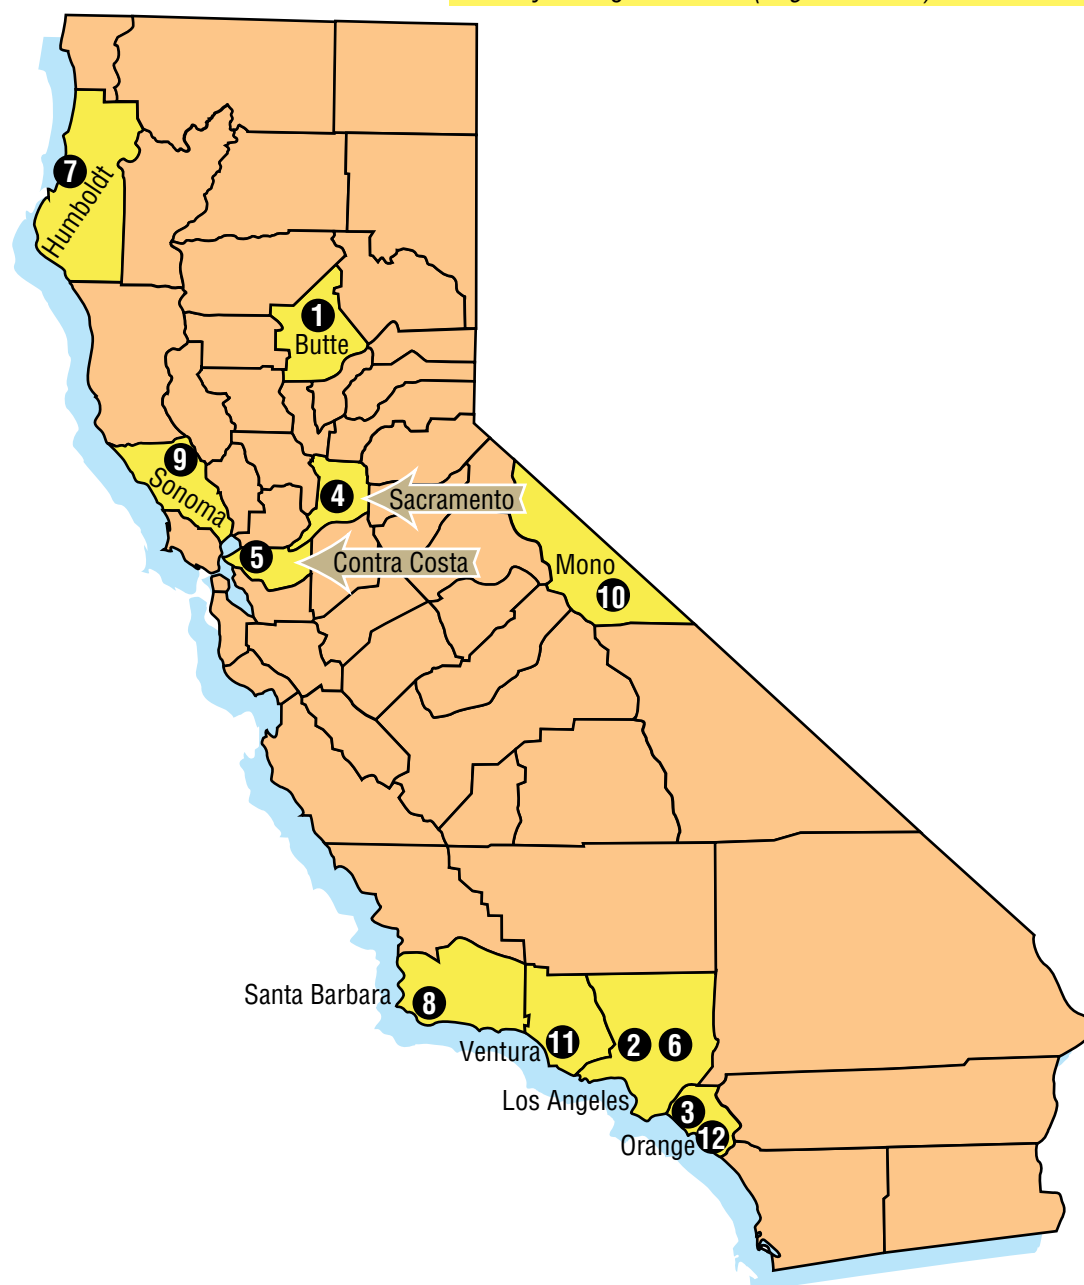 7
Humboldt
1
Butte
9
Sonoma
4
Sacramento
5
Contra Costa
Mono
10
Santa Barbara
8
Ventura
11
2
6
Los Angeles
3
Orange
12